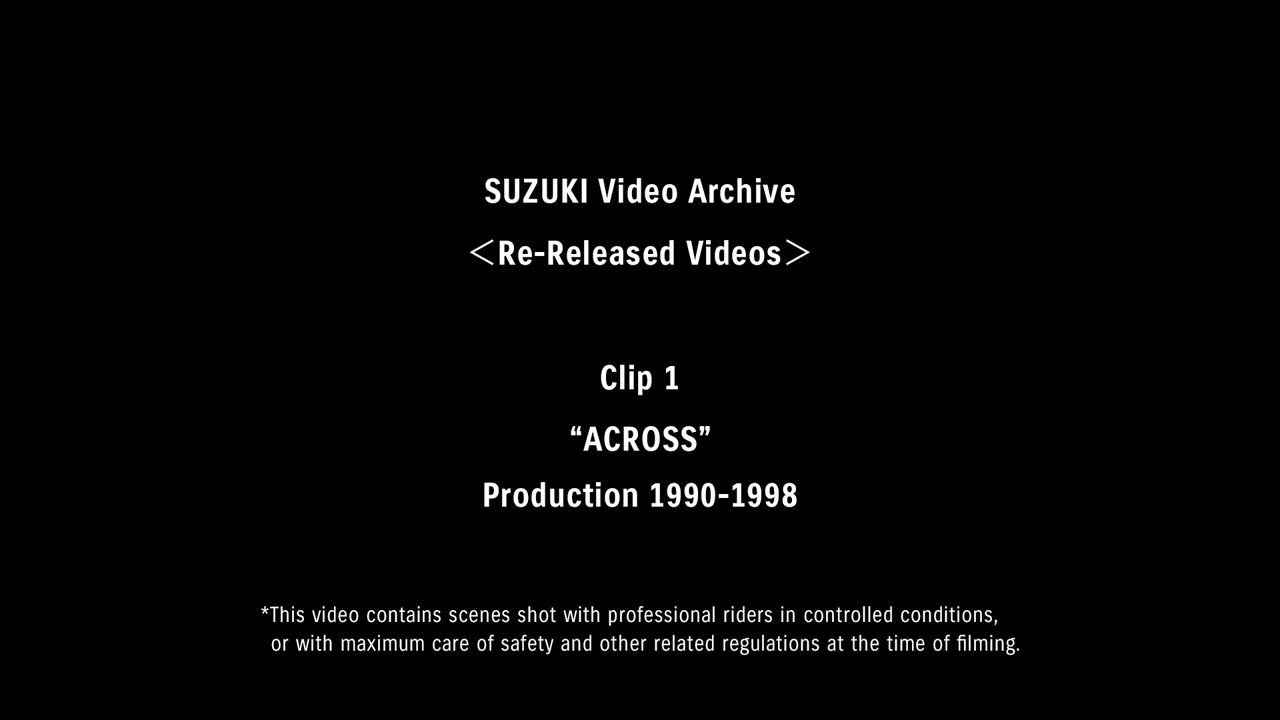 SUZUKI Video Archive
＜Re-Released Videos＞
Clip 1
“ACROSS”
Production 1990-1998
*This video contains scenes shot with professional riders in controlled conditions,
or with maximum care of safety and other related regulations at the time of filming.